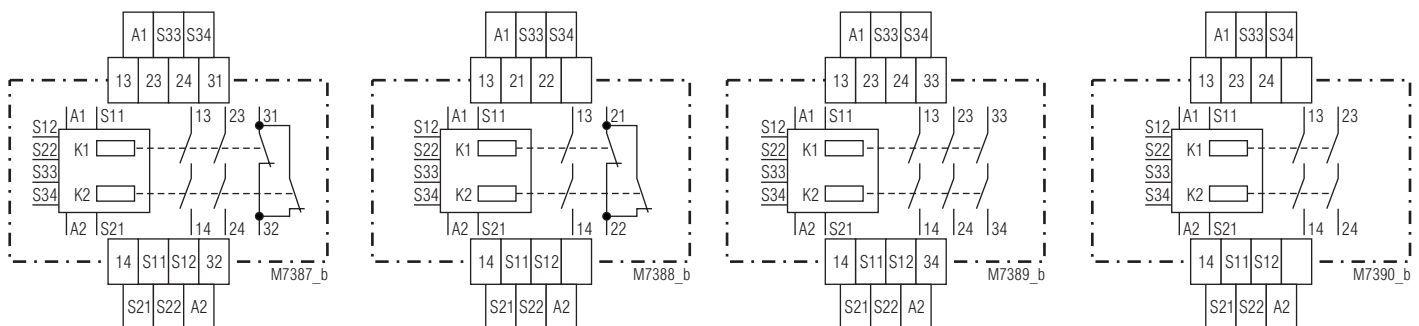 A1 S33 S34
13 23 24 31
A1 S11 13 23 31
S12
S22 K1
S33
S34 K2
A2 S21 14 24 32
14 S11 S12 32
M7387_b
S21 S22 A2
A1 S33 S34
13 21 22
A1 S11 13 21
S12
S22 K1
S33
S34 K2
A2 S21 14 22
14 S11 S12
M7388_b
S21 S22 A2
A1 S33 S34
13 23 24 33
A1 S11 13 23 33
S12
S22 K1
S33
S34 K2
A2 S21 14 24 34
14 S11 S12 34
M7389_b
S21 S22 A2
A1 S33 S34
13 23 24
A1 S11 13 23
S12
S22 K1
S33
S34 K2
A2 S21 14 24
14 S11 S12
M7390_b
S21 S22 A2